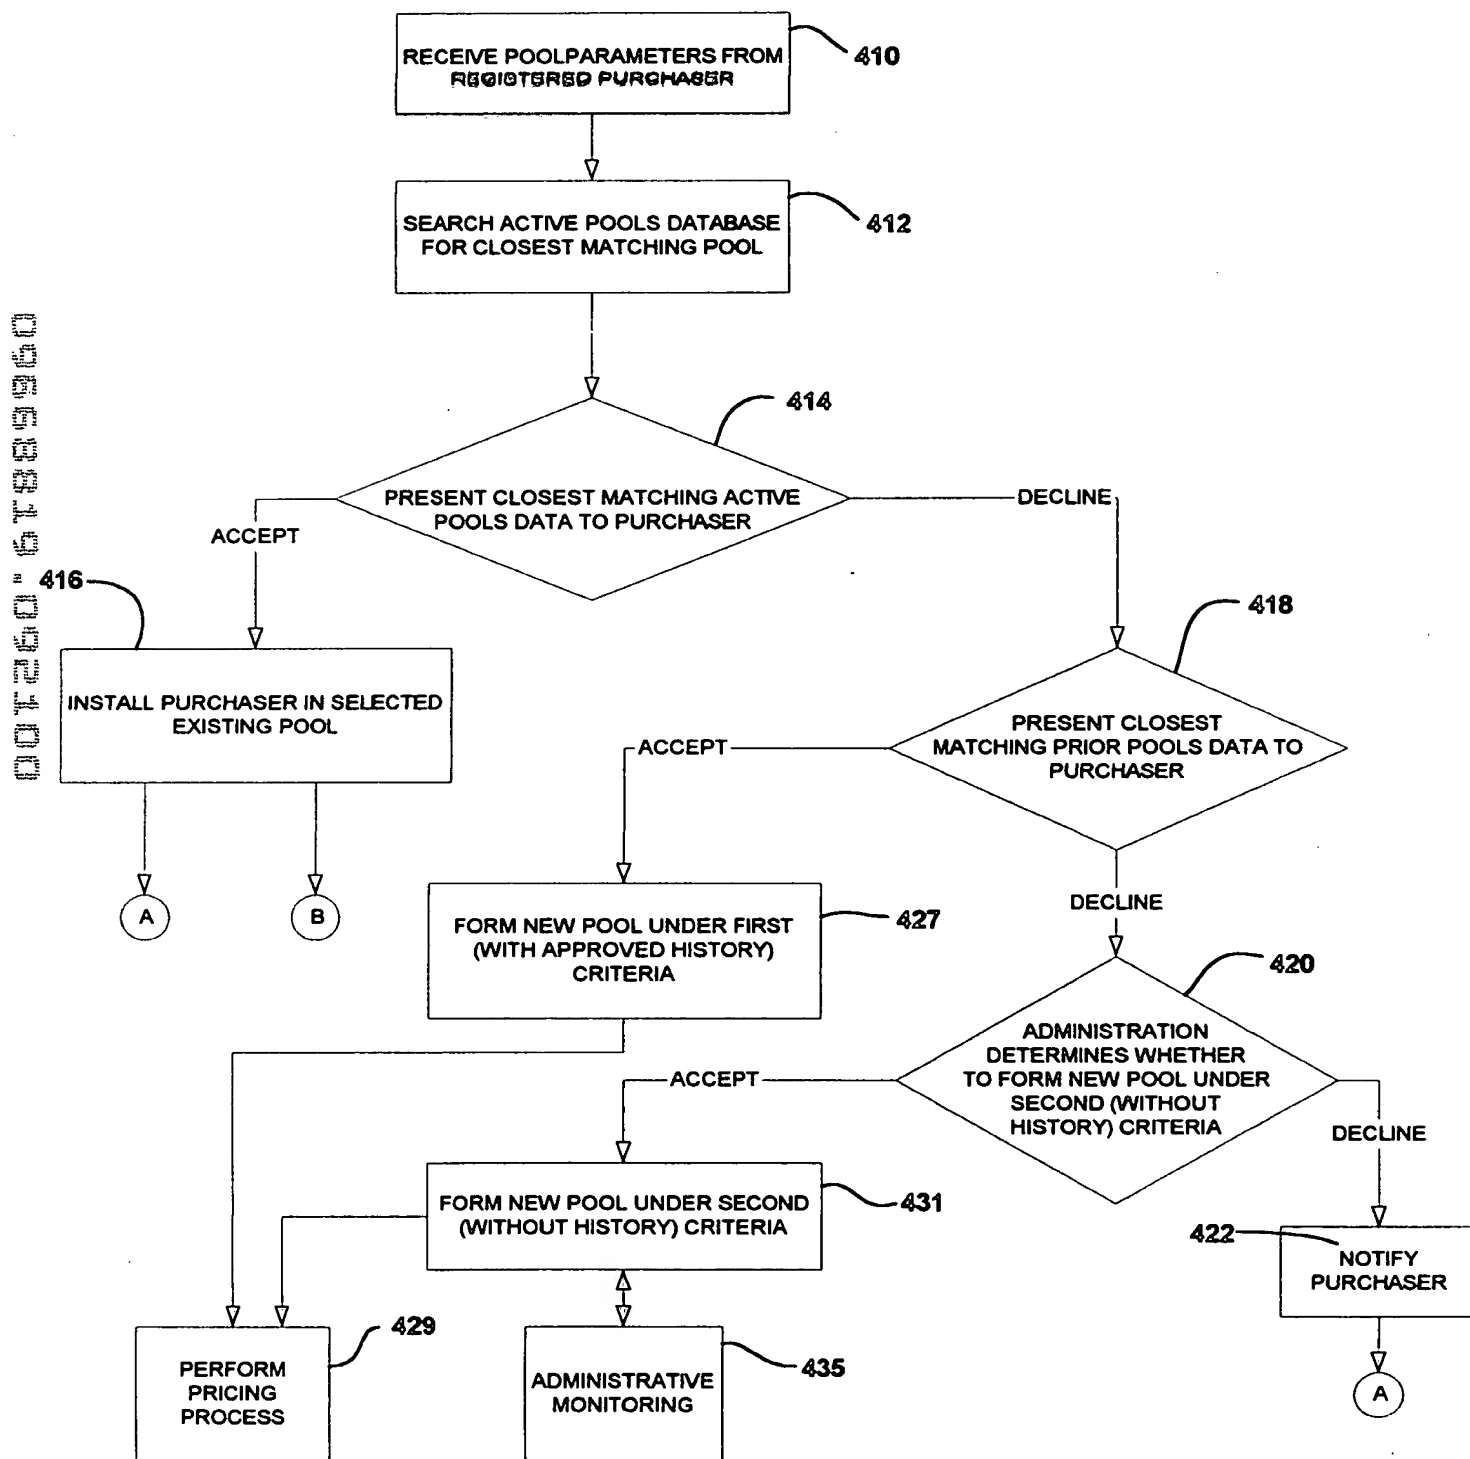 RECEIVE POOLPARAMETERS FROM
REGISTERED PURCHASER
410
SEARCH ACTIVE POOLS DATABASE
FOR CLOSEST MATCHING POOL
412
414
PRESENT CLOSEST MATCHING ACTIVE
POOLS DATA TO PURCHASER
ACCEPT
DECLINE
416
INSTALL PURCHASER IN SELECTED
EXISTING POOL
A
B
418
PRESENT CLOSEST
MATCHING PRIOR POOLS DATA TO
PURCHASER
ACCEPT
DECLINE
FORM NEW POOL UNDER FIRST
(WITH APPROVED HISTORY)
CRITERIA
427
420
ADMINISTRATION
DETERMINES WHETHER
TO FORM NEW POOL UNDER
SECOND (WITHOUT
HISTORY) CRITERIA
ACCEPT
DECLINE
FORM NEW POOL UNDER SECOND
(WITHOUT HISTORY) CRITERIA
431
422
NOTIFY
PURCHASER
A
PERFORM
PRICING
PROCESS
429
ADMINISTRATIVE
MONITORING
435